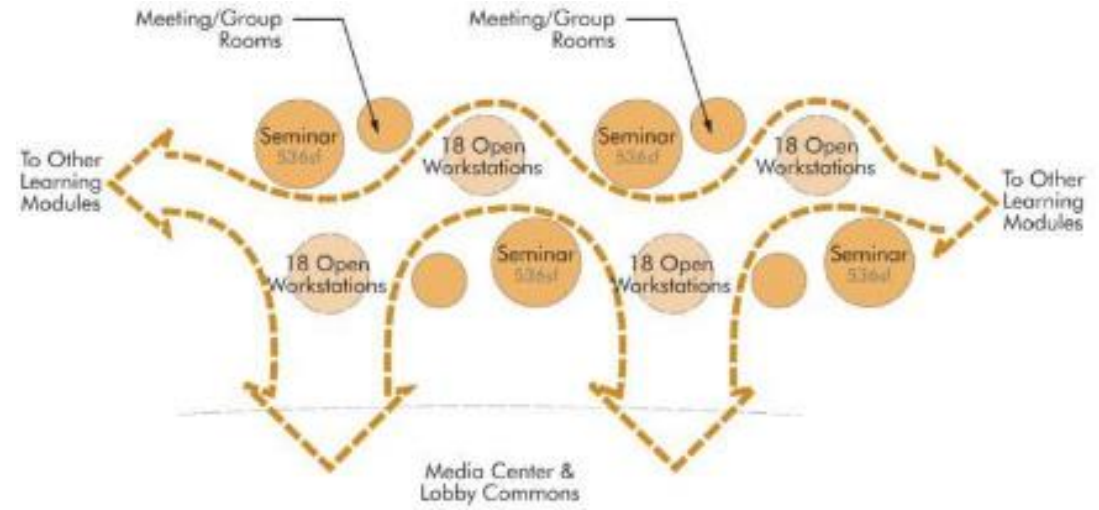 Meeting/Group
Rooms
Meeting/Group
Rooms
Seminar
536sf
18 Open
Workstations
Seminar
536sf
18 Open
Workstations
To Other
Learning
Modules
To Other
Learning
Modules
18 Open
Workstations
Seminar
536sf
18 Open
Workstations
Seminar
536sf
Media Center &
Lobby Commons